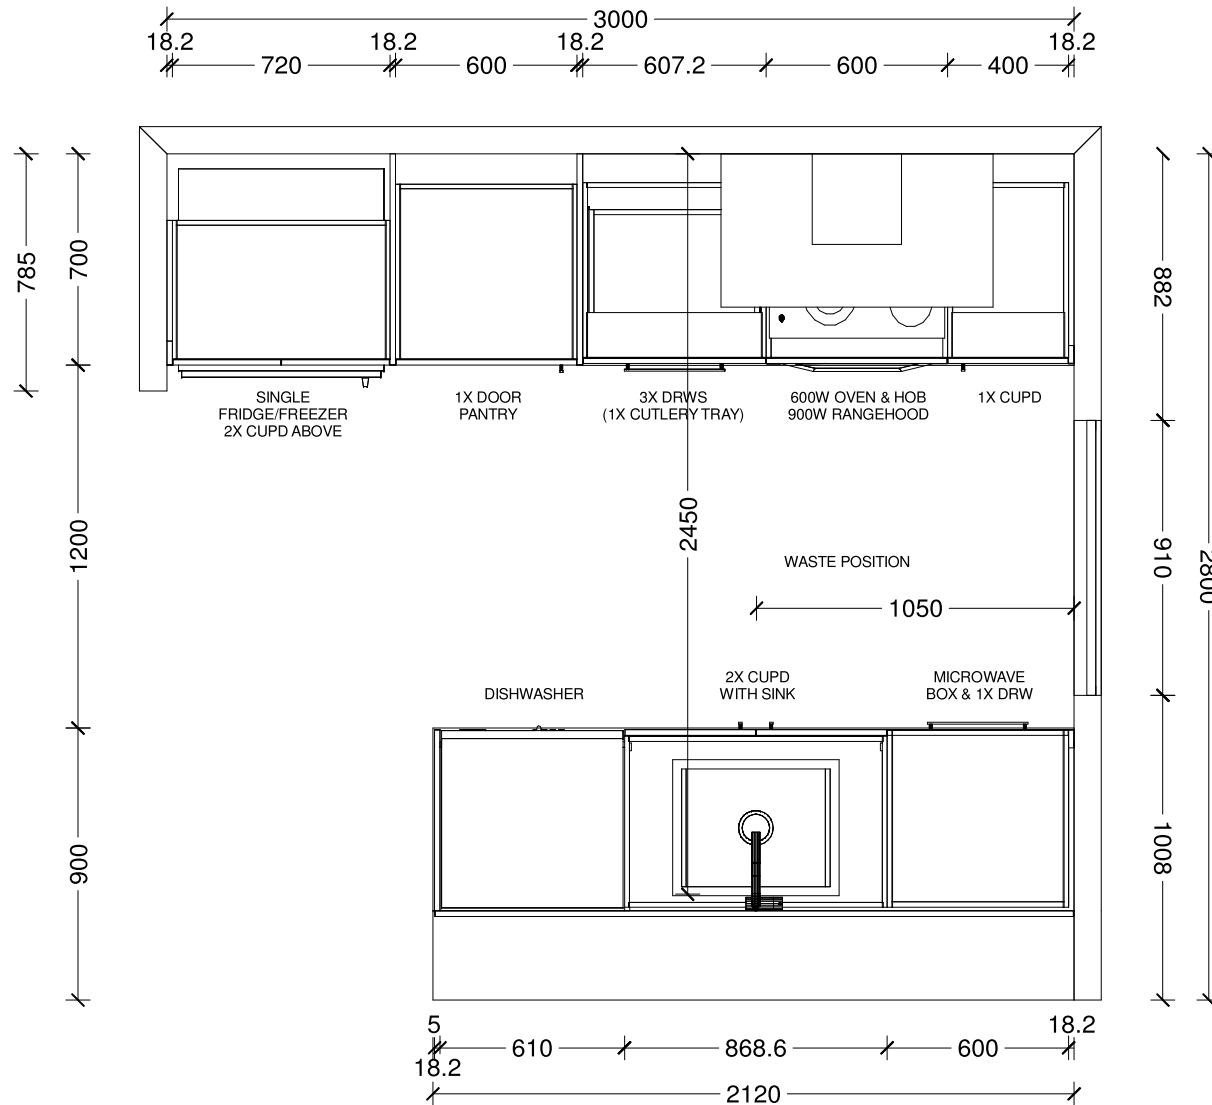 3000
18.2 18.2 18.2 18.2
720 600 607.2 600 400
785
700
882
SINGLE
FRIDGE/FREEZER
2X CUPD ABOVE
1X DOOR
PANTRY
3X DRWS
(1X CUTLERY TRAY)
600W OVEN & HOB
900W RANGEHOOD
1X CUPD
1200
2450
910
2800
WASTE POSITION
1050
DISHWASHER
2X CUPD
WITH SINK
MICROWAVE
BOX & 1X DRW
900
1008
5 18.2
610 868.6 600
18.2
2120